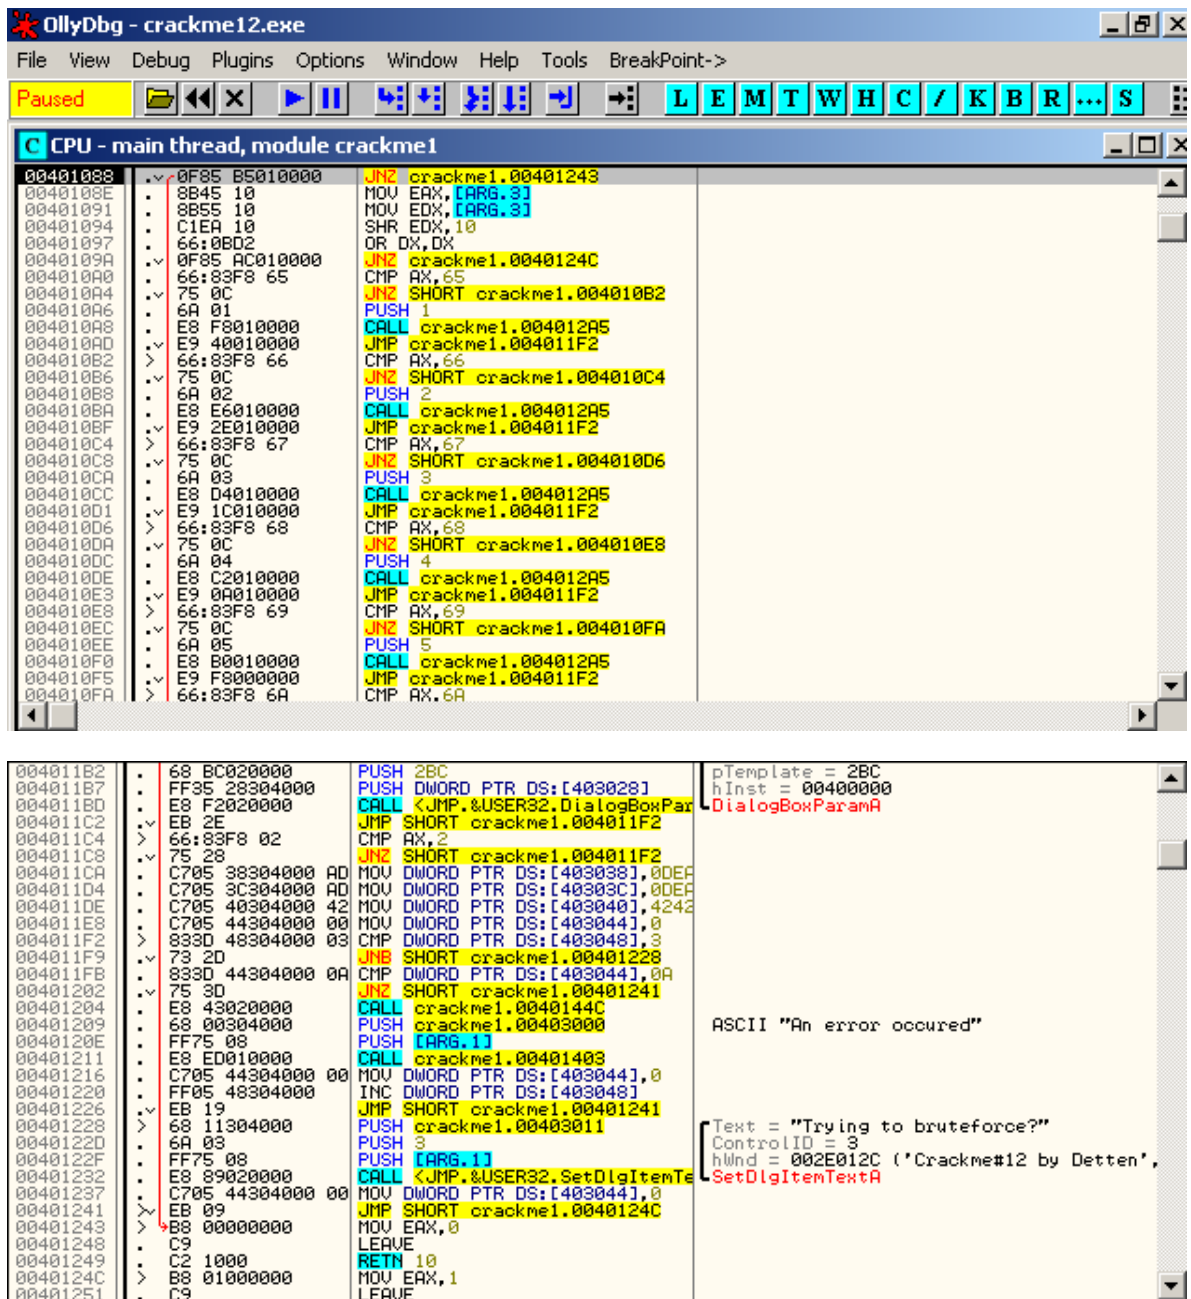 OllyDbg - crackme12.exe
File View Debug Plugins Options Window Help Tools BreakPoint->
Paused L E M T W H C / K B R ... S
C CPU - main thread, module crackme1
00401088 .v 0F85 B5010000 JNZ crackme1.00401243
0040108E . 8B45 10 MOV EAX,[ARG.3]
00401091 . 8B55 10 MOV EDX,[ARG.3]
00401094 . C1EA 10 SHR EDX,10
00401097 . 66:0BD2 OR DX,DX
0040109A .v 0F85 AC010000 JNZ crackme1.0040124C
004010A0 . 66:83F8 65 CMP AX,65
004010A4 .v 75 0C JNZ SHORT crackme1.004010B2
004010A6 . 6A 01 PUSH 1
004010A8 . E8 F8010000 CALL crackme1.004012A5
004010AD .v E9 40010000 JMP crackme1.004011F2
004010B2 > 66:83F8 66 CMP AX,66
004010B6 .v 75 0C JNZ SHORT crackme1.004010C4
004010B8 . 6A 02 PUSH 2
004010BA . E8 E6010000 CALL crackme1.004012A5
004010BF .v E9 2E010000 JMP crackme1.004011F2
004010C4 > 66:83F8 67 CMP AX,67
004010C8 .v 75 0C JNZ SHORT crackme1.004010D6
004010CA . 6A 03 PUSH 3
004010CC . E8 D4010000 CALL crackme1.004012A5
004010D1 .v E9 1C010000 JMP crackme1.004011F2
004010D6 > 66:83F8 68 CMP AX,68
004010DA .v 75 0C JNZ SHORT crackme1.004010E8
004010DC . 6A 04 PUSH 4
004010DE . E8 C2010000 CALL crackme1.004012A5
004010E3 .v E9 0A010000 JMP crackme1.004011F2
004010E8 > 66:83F8 69 CMP AX,69
004010EC .v 75 0C JNZ SHORT crackme1.004010FA
004010EE . 6A 05 PUSH 5
004010F0 . E8 B0010000 CALL crackme1.004012A5
004010F5 .v E9 F8000000 JMP crackme1.004011F2
004010FA > 66:83F8 6A CMP AX,6A
004011B2 . 68 BC020000 PUSH 2BC pTemplate = 2BC
004011B7 . FF35 28304000 PUSH DWORD PTR DS:[403028] hInst = 00400000
004011BD . E8 F2020000 CALL <JMP.&USER32.DialogBoxPar DialogBoxParamA
004011C2 .v EB 2E JMP SHORT crackme1.004011F2
004011C4 > 66:83F8 02 CMP AX,2
004011C8 .v 75 28 JNZ SHORT crackme1.004011F2
004011CA . C705 38304000 AD MOV DWORD PTR DS:[403038],0DEA
004011D4 . C705 3C304000 AD MOV DWORD PTR DS:[40303C],0DEA
004011DE . C705 40304000 42 MOV DWORD PTR DS:[403040],4242
004011E8 . C705 44304000 00 MOV DWORD PTR DS:[403044],0
004011F2 > 833D 48304000 03 CMP DWORD PTR DS:[403048],3
004011F9 .v 73 2D JNB SHORT crackme1.00401228
004011FB . 833D 44304000 0A CMP DWORD PTR DS:[403044],0A
00401202 .v 75 3D JNZ SHORT crackme1.00401241
00401204 . E8 43020000 CALL crackme1.0040144C
00401209 . 68 00304000 PUSH crackme1.00403000 ASCII "An error occured"
0040120E . FF75 08 PUSH [ARG.1]
00401211 . E8 ED010000 CALL crackme1.00401403
00401216 . C705 44304000 00 MOV DWORD PTR DS:[403044],0
00401220 . FF05 48304000 INC DWORD PTR DS:[403048]
00401226 .v EB 19 JMP SHORT crackme1.00401241
00401228 > 68 11304000 PUSH crackme1.00403011 Text = "Trying to bruteforce?"
0040122D . 6A 03 PUSH 3 ControlID = 3
0040122F . FF75 08 PUSH [ARG.1] hWnd = 002E012C ('Crackme#12 by Detten',
00401232 . E8 89020000 CALL <JMP.&USER32.SetDlgItemTe SetDlgItemTextA
00401237 . C705 44304000 00 MOV DWORD PTR DS:[403044],0
00401241 >v EB 09 JMP SHORT crackme1.0040124C
00401243 > B8 00000000 MOV EAX,0
00401248 . C9 LEAVE
00401249 . C2 1000 RETN 10
0040124C > B8 01000000 MOV EAX,1
00401251 . C9 LEAVE